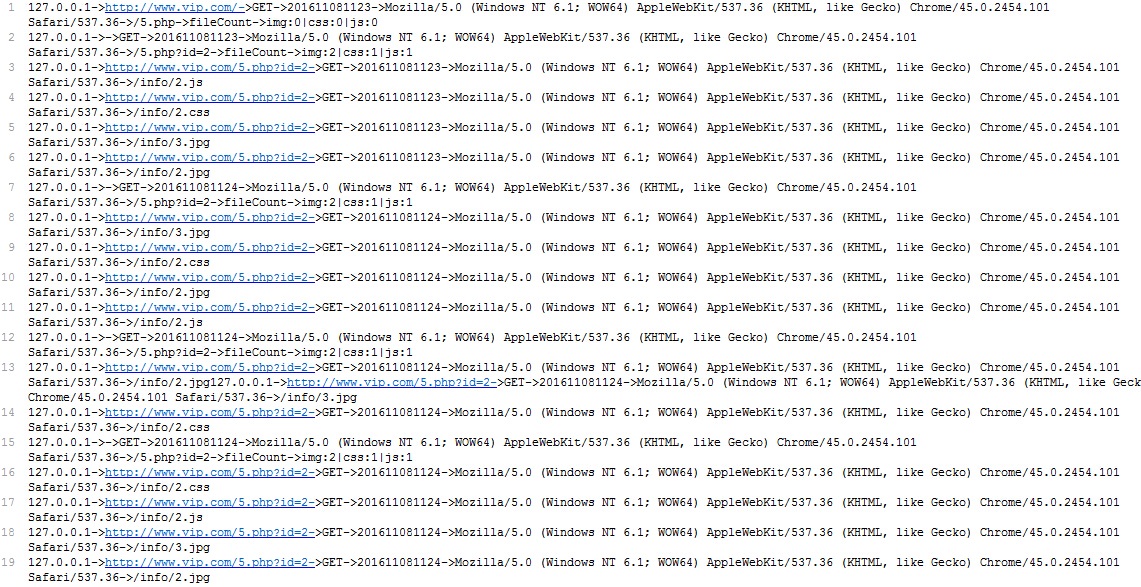 1 127.0.0.1->http://www.vip.com/->GET->201611081123->Mozilla/5.0 (Windows NT 6.1; WOW64) AppleWebKit/537.36 (KHTML, like Gecko) Chrome/45.0.2454.101
Safari/537.36->/5.php->fileCount->img:0|css:0|js:0
2 127.0.0.1->->GET->201611081123->Mozilla/5.0 (Windows NT 6.1; WOW64) AppleWebKit/537.36 (KHTML, like Gecko) Chrome/45.0.2454.101
Safari/537.36->/5.php?id=2->fileCount->img:2|css:1|js:1
3 127.0.0.1->http://www.vip.com/5.php?id=2->GET->201611081123->Mozilla/5.0 (Windows NT 6.1; WOW64) AppleWebKit/537.36 (KHTML, like Gecko) Chrome/45.0.2454.101
Safari/537.36->/info/2.js
4 127.0.0.1->http://www.vip.com/5.php?id=2->GET->201611081123->Mozilla/5.0 (Windows NT 6.1; WOW64) AppleWebKit/537.36 (KHTML, like Gecko) Chrome/45.0.2454.101
Safari/537.36->/info/2.css
5 127.0.0.1->http://www.vip.com/5.php?id=2->GET->201611081123->Mozilla/5.0 (Windows NT 6.1; WOW64) AppleWebKit/537.36 (KHTML, like Gecko) Chrome/45.0.2454.101
Safari/537.36->/info/3.jpg
6 127.0.0.1->http://www.vip.com/5.php?id=2->GET->201611081123->Mozilla/5.0 (Windows NT 6.1; WOW64) AppleWebKit/537.36 (KHTML, like Gecko) Chrome/45.0.2454.101
Safari/537.36->/info/2.jpg
7 127.0.0.1->->GET->201611081124->Mozilla/5.0 (Windows NT 6.1; WOW64) AppleWebKit/537.36 (KHTML, like Gecko) Chrome/45.0.2454.101
Safari/537.36->/5.php?id=2->fileCount->img:2|css:1|js:1
8 127.0.0.1->http://www.vip.com/5.php?id=2->GET->201611081124->Mozilla/5.0 (Windows NT 6.1; WOW64) AppleWebKit/537.36 (KHTML, like Gecko) Chrome/45.0.2454.101
Safari/537.36->/info/3.jpg
9 127.0.0.1->http://www.vip.com/5.php?id=2->GET->201611081124->Mozilla/5.0 (Windows NT 6.1; WOW64) AppleWebKit/537.36 (KHTML, like Gecko) Chrome/45.0.2454.101
Safari/537.36->/info/2.css
10 127.0.0.1->http://www.vip.com/5.php?id=2->GET->201611081124->Mozilla/5.0 (Windows NT 6.1; WOW64) AppleWebKit/537.36 (KHTML, like Gecko) Chrome/45.0.2454.101
Safari/537.36->/info/2.jpg
11 127.0.0.1->http://www.vip.com/5.php?id=2->GET->201611081124->Mozilla/5.0 (Windows NT 6.1; WOW64) AppleWebKit/537.36 (KHTML, like Gecko) Chrome/45.0.2454.101
Safari/537.36->/info/2.js
12 127.0.0.1->->GET->201611081124->Mozilla/5.0 (Windows NT 6.1; WOW64) AppleWebKit/537.36 (KHTML, like Gecko) Chrome/45.0.2454.101
Safari/537.36->/5.php?id=2->fileCount->img:2|css:1|js:1
13 127.0.0.1->http://www.vip.com/5.php?id=2->GET->201611081124->Mozilla/5.0 (Windows NT 6.1; WOW64) AppleWebKit/537.36 (KHTML, like Gecko) Chrome/45.0.2454.101
Safari/537.36->/info/2.jpg127.0.0.1->http://www.vip.com/5.php?id=2->GET->201611081124->Mozilla/5.0 (Windows NT 6.1; WOW64) AppleWebKit/537.36 (KHTML, like Geck
Chrome/45.0.2454.101 Safari/537.36->/info/3.jpg
14 127.0.0.1->http://www.vip.com/5.php?id=2->GET->201611081124->Mozilla/5.0 (Windows NT 6.1; WOW64) AppleWebKit/537.36 (KHTML, like Gecko) Chrome/45.0.2454.101
Safari/537.36->/info/2.css
15 127.0.0.1->->GET->201611081124->Mozilla/5.0 (Windows NT 6.1; WOW64) AppleWebKit/537.36 (KHTML, like Gecko) Chrome/45.0.2454.101
Safari/537.36->/5.php?id=2->fileCount->img:2|css:1|js:1
16 127.0.0.1->http://www.vip.com/5.php?id=2->GET->201611081124->Mozilla/5.0 (Windows NT 6.1; WOW64) AppleWebKit/537.36 (KHTML, like Gecko) Chrome/45.0.2454.101
Safari/537.36->/info/2.css
17 127.0.0.1->http://www.vip.com/5.php?id=2->GET->201611081124->Mozilla/5.0 (Windows NT 6.1; WOW64) AppleWebKit/537.36 (KHTML, like Gecko) Chrome/45.0.2454.101
Safari/537.36->/info/2.js
18 127.0.0.1->http://www.vip.com/5.php?id=2->GET->201611081124->Mozilla/5.0 (Windows NT 6.1; WOW64) AppleWebKit/537.36 (KHTML, like Gecko) Chrome/45.0.2454.101
Safari/537.36->/info/3.jpg
19 127.0.0.1->http://www.vip.com/5.php?id=2->GET->201611081124->Mozilla/5.0 (Windows NT 6.1; WOW64) AppleWebKit/537.36 (KHTML, like Gecko) Chrome/45.0.2454.101
Safari/537.36->/info/2.jpg